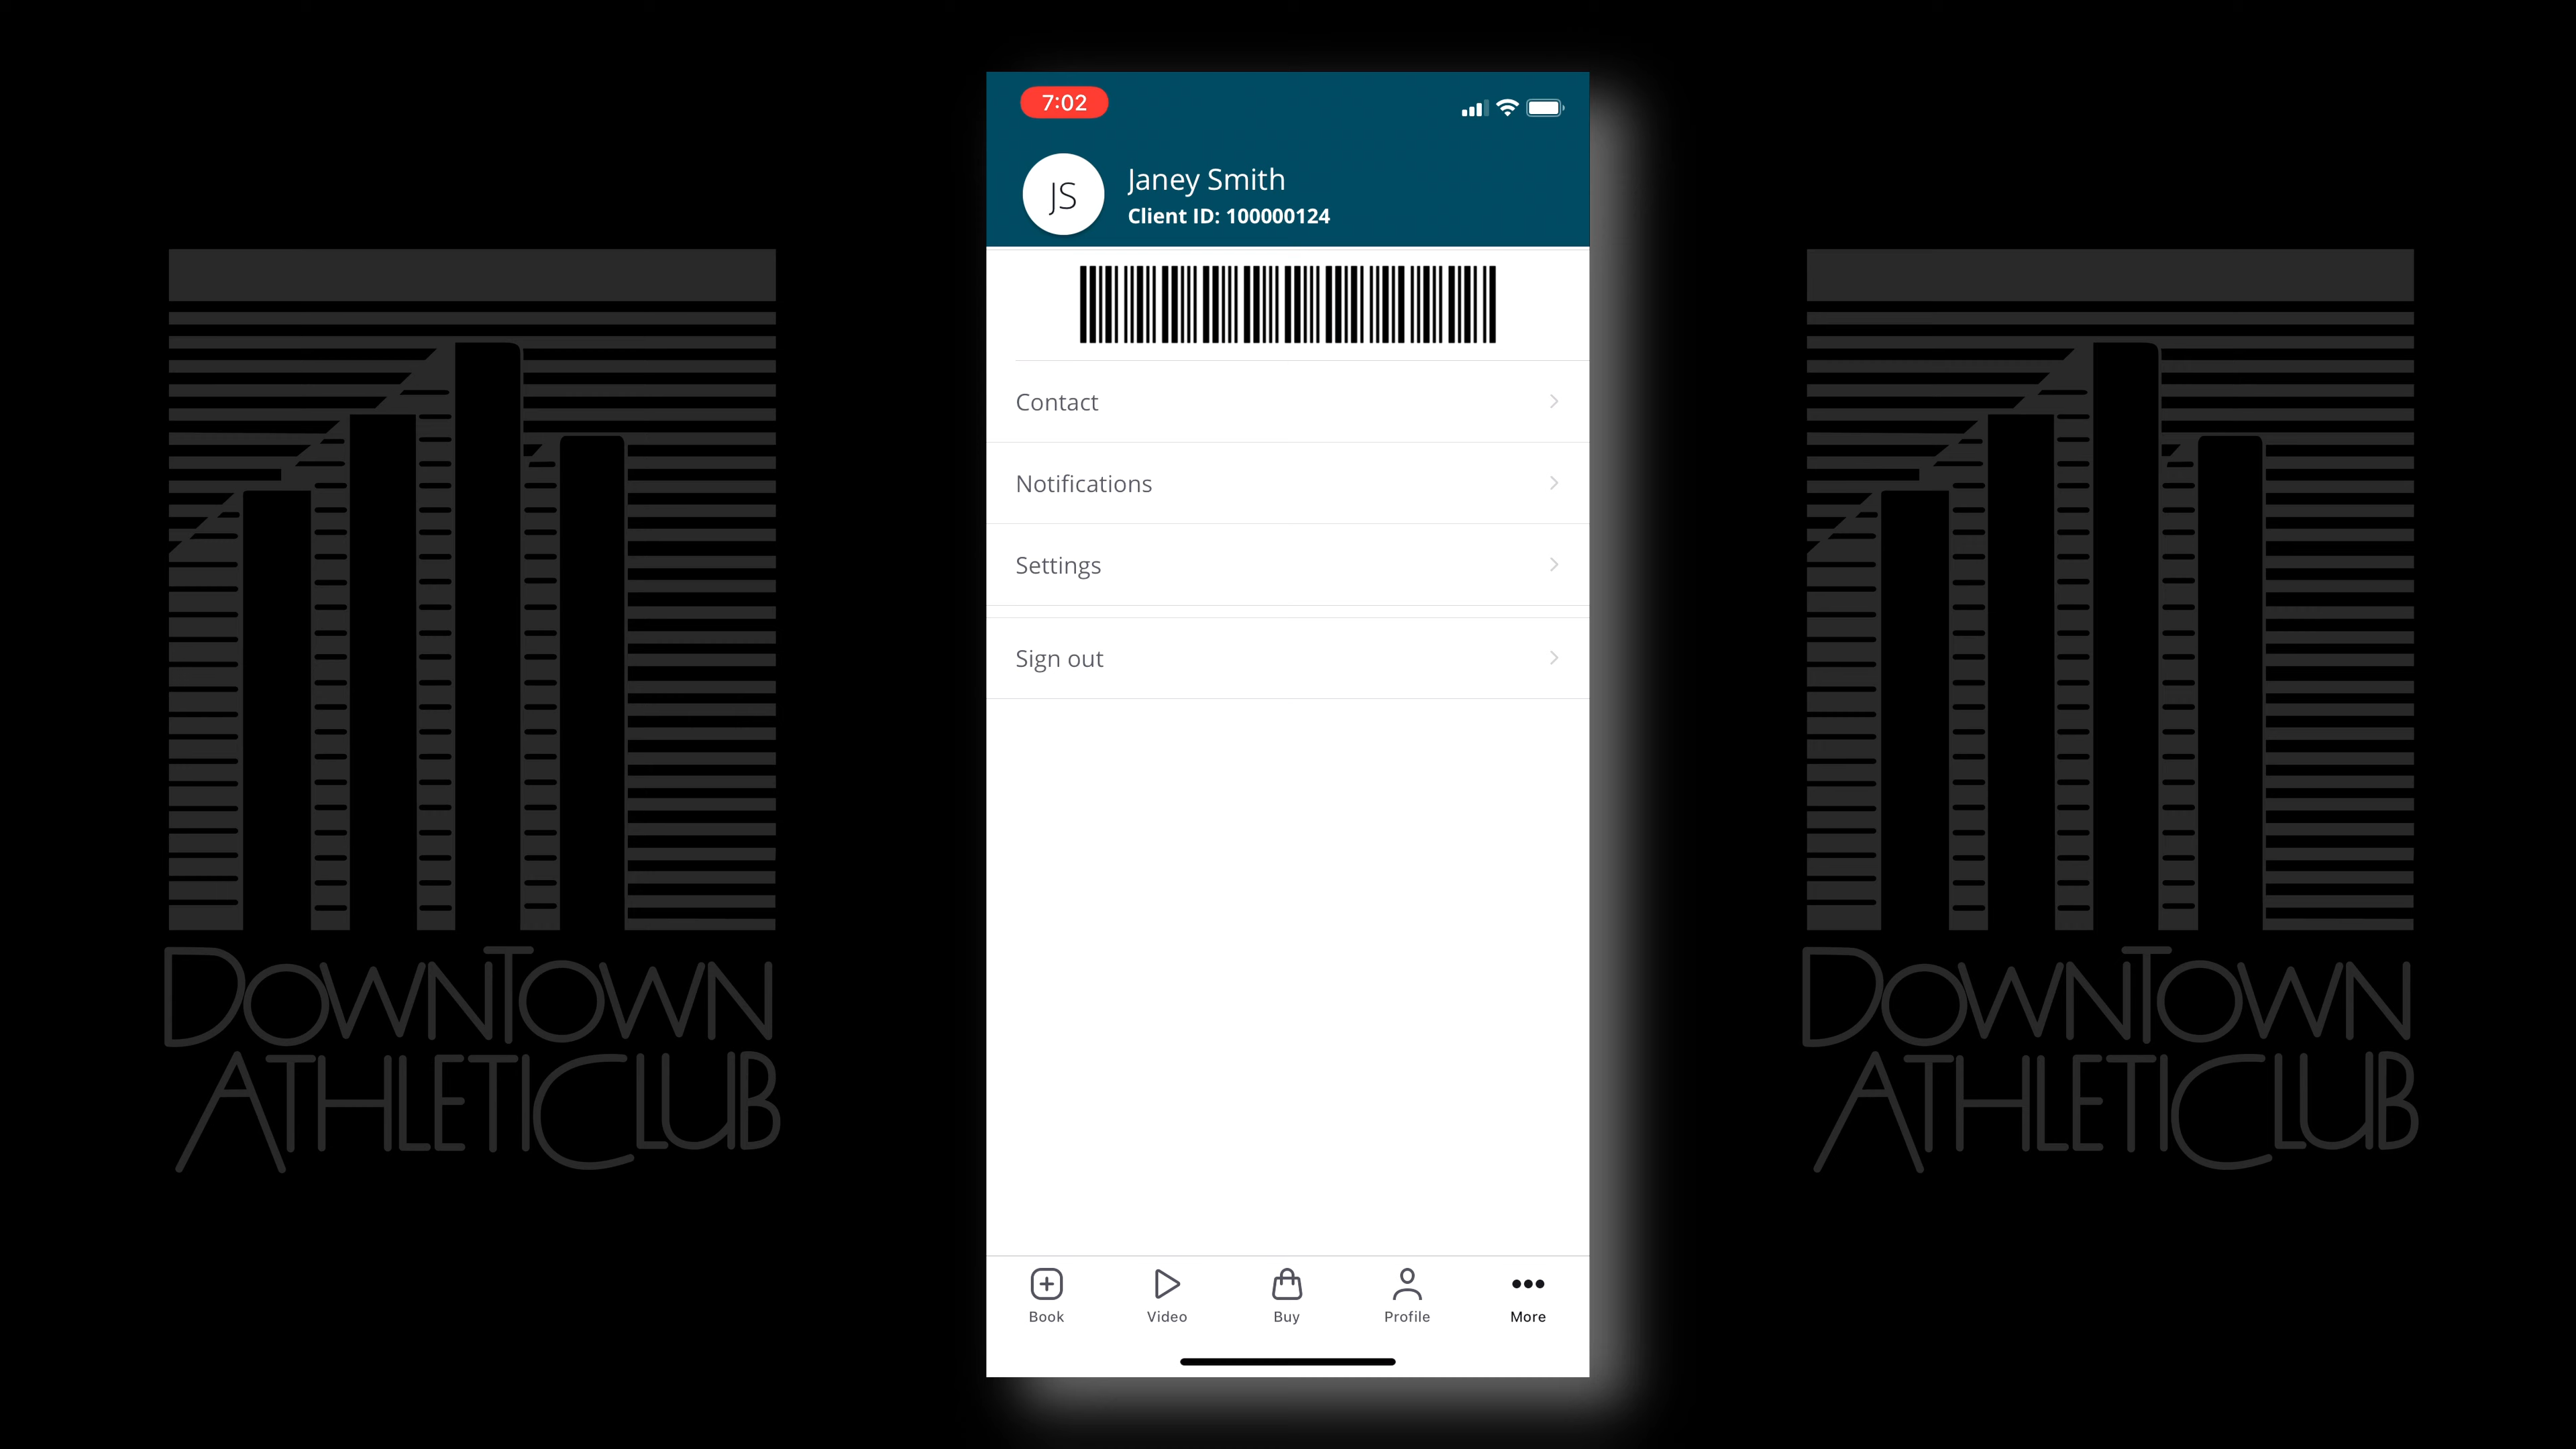 7:02
JS
Janey Smith
Client ID: 100000124
Contact
Notifications
Settings
Sign out
Book
Video
Buy
Profile
More
DOWNTOWN
ATHLETICLUB
DOWNTOWN
ATHLETICLUB